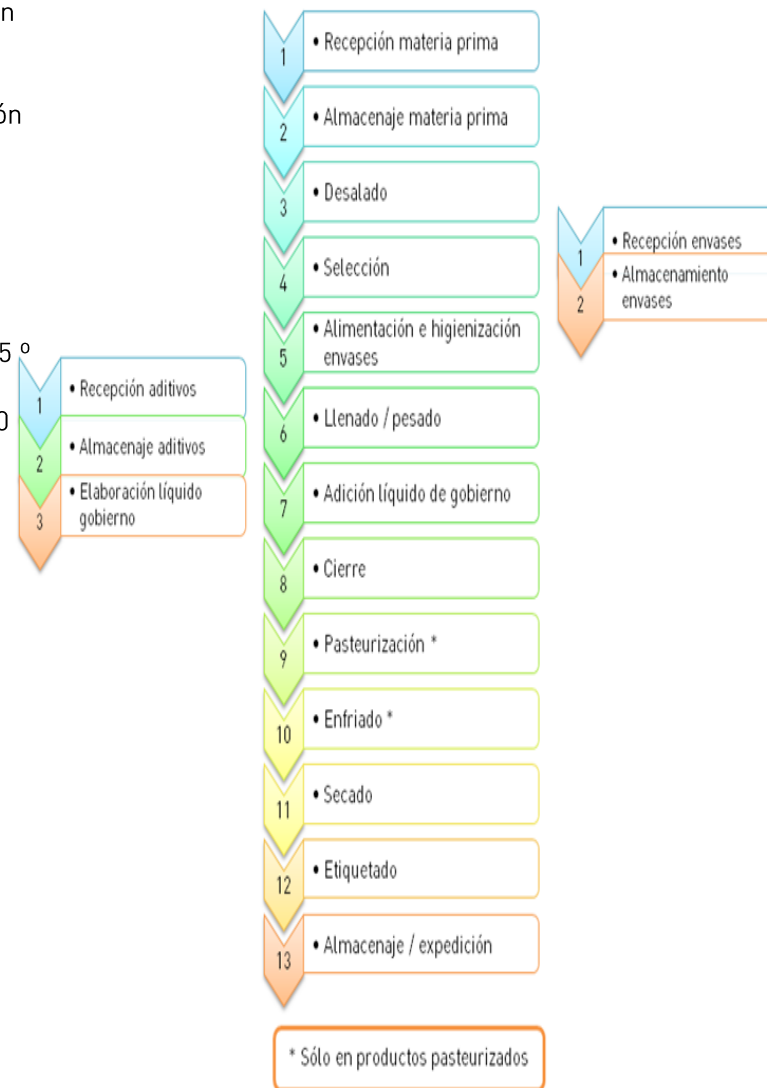 n
ón
5 º
0
1
• Recepción materia prima
2
• Almacenaje materia prima
3
• Desalado
4
• Selección
5
• Alimentación e higienización
envases
6
• Llenado / pesado
7
• Adición líquido de gobierno
8
• Cierre
9
• Pasteurización *
10
• Enfriado *
11
• Secado
12
• Etiquetado
13
• Almacenaje / expedición
* Sólo en productos pasteurizados
1
• Recepción aditivos
2
• Almacenaje aditivos
3
• Elaboración líquido
gobierno
1
• Recepción envases
2
• Almacenamiento
envases